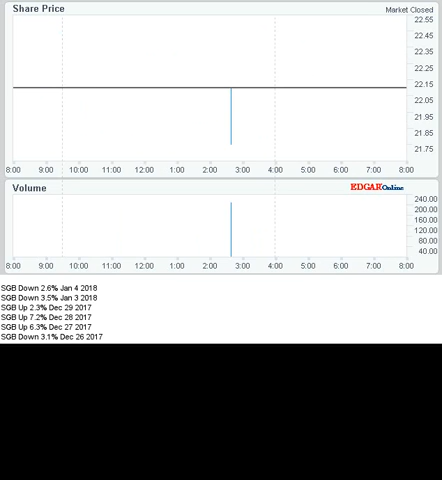 Share Price
Market Closed
22.55
22.45
22.35
22.25
22.15
22.05
21.95
21.85
21.75
8:00 9:00 10:00 11:00 12:00 1:00 2:00 3:00 4:00 5:00 6:00 7:00 8:00
Volume
EDGAROnline
240.00
200.00
160.00
120.00
80.00
40.00
8:00 9:00 10:00 11:00 12:00 1:00 2:00 3:00 4:00 5:00 6:00 7:00 8:00
SGB Down 2.6% Jan 4 2018
SGB Down 3.5% Jan 3 2018
SGB Up 2.3% Dec 29 2017
SGB Up 7.2% Dec 28 2017
SGB Up 6.3% Dec 27 2017
SGB Down 3.1% Dec 26 2017